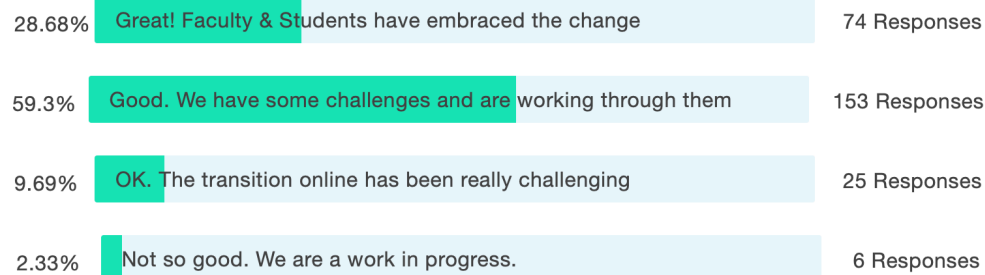 28.68% Great! Faculty & Students have embraced the change 74 Responses
59.3% Good. We have some challenges and are working through them 153 Responses
9.69% OK. The transition online has been really challenging 25 Responses
2.33% Not so good. We are a work in progress. 6 Responses